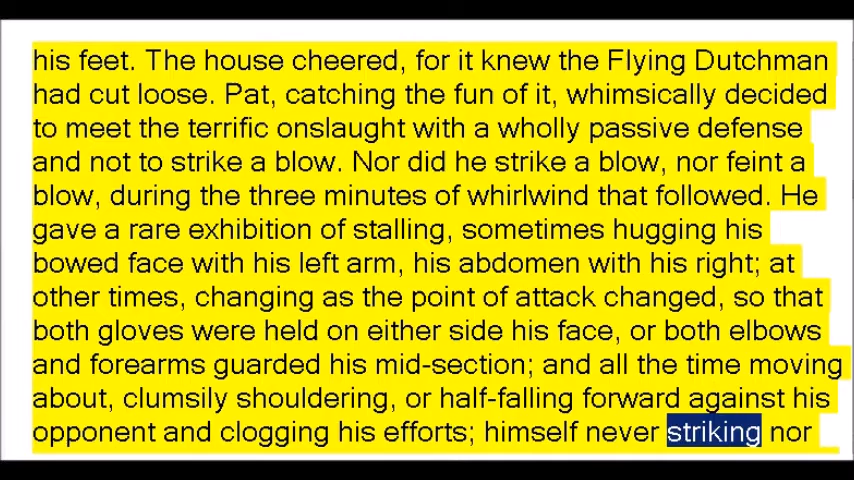 his feet. The house cheered, for it knew the Flying Dutchman
had cut loose. Pat, catching the fun of it, whimsically decided
to meet the terrific onslaught with a wholly passive defense
and not to strike a blow. Nor did he strike a blow, nor feint a
blow, during the three minutes of whirlwind that followed. He
gave a rare exhibition of stalling, sometimes hugging his
bowed face with his left arm, his abdomen with his right; at
other times, changing as the point of attack changed, so that
both gloves were held on either side his face, or both elbows
and forearms guarded his mid-section; and all the time moving
about, clumsily shouldering, or half-falling forward against his
opponent and clogging his efforts; himself never striking nor